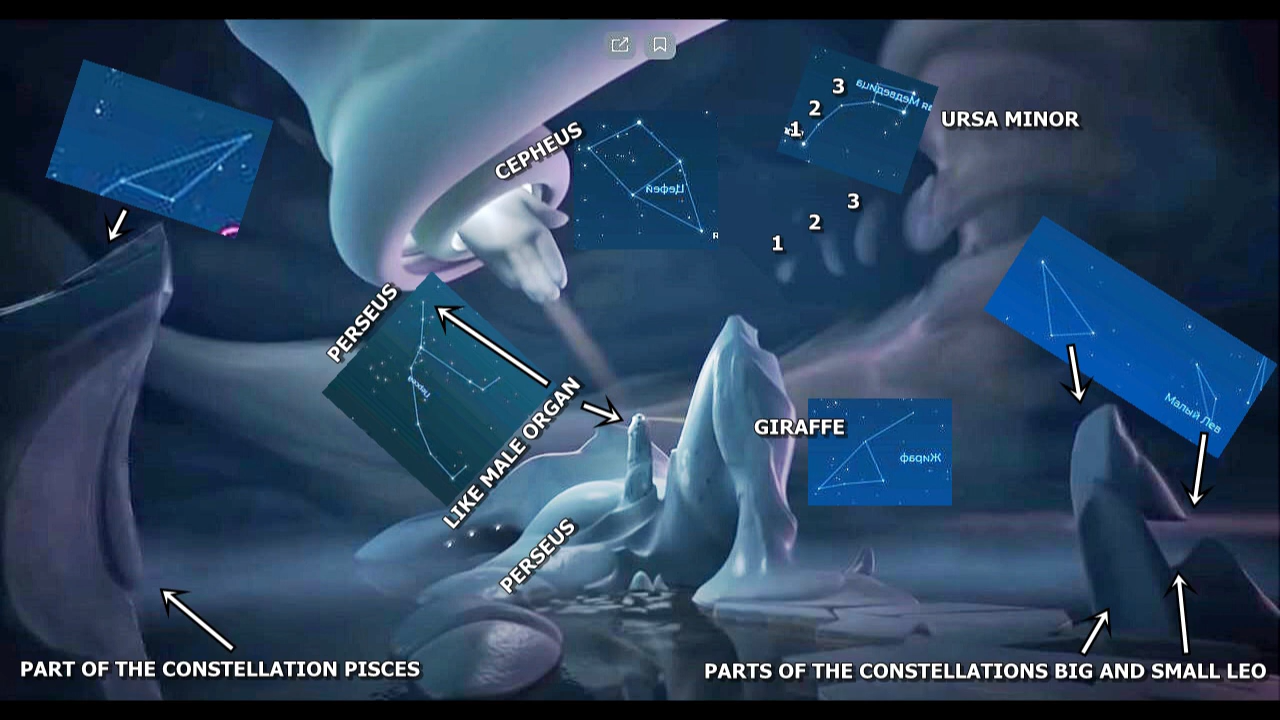 3
2
1
ая Медведица
URSA MINOR
CEPHEUS
Цефей
3
2
1
PERSEUS
Персей
LIKE MALE ORGAN
GIRAFFE
Жираф
Малый Лев
PERSEUS
PART OF THE CONSTELLATION PISCES
PARTS OF THE CONSTELLATIONS BIG AND SMALL LEO